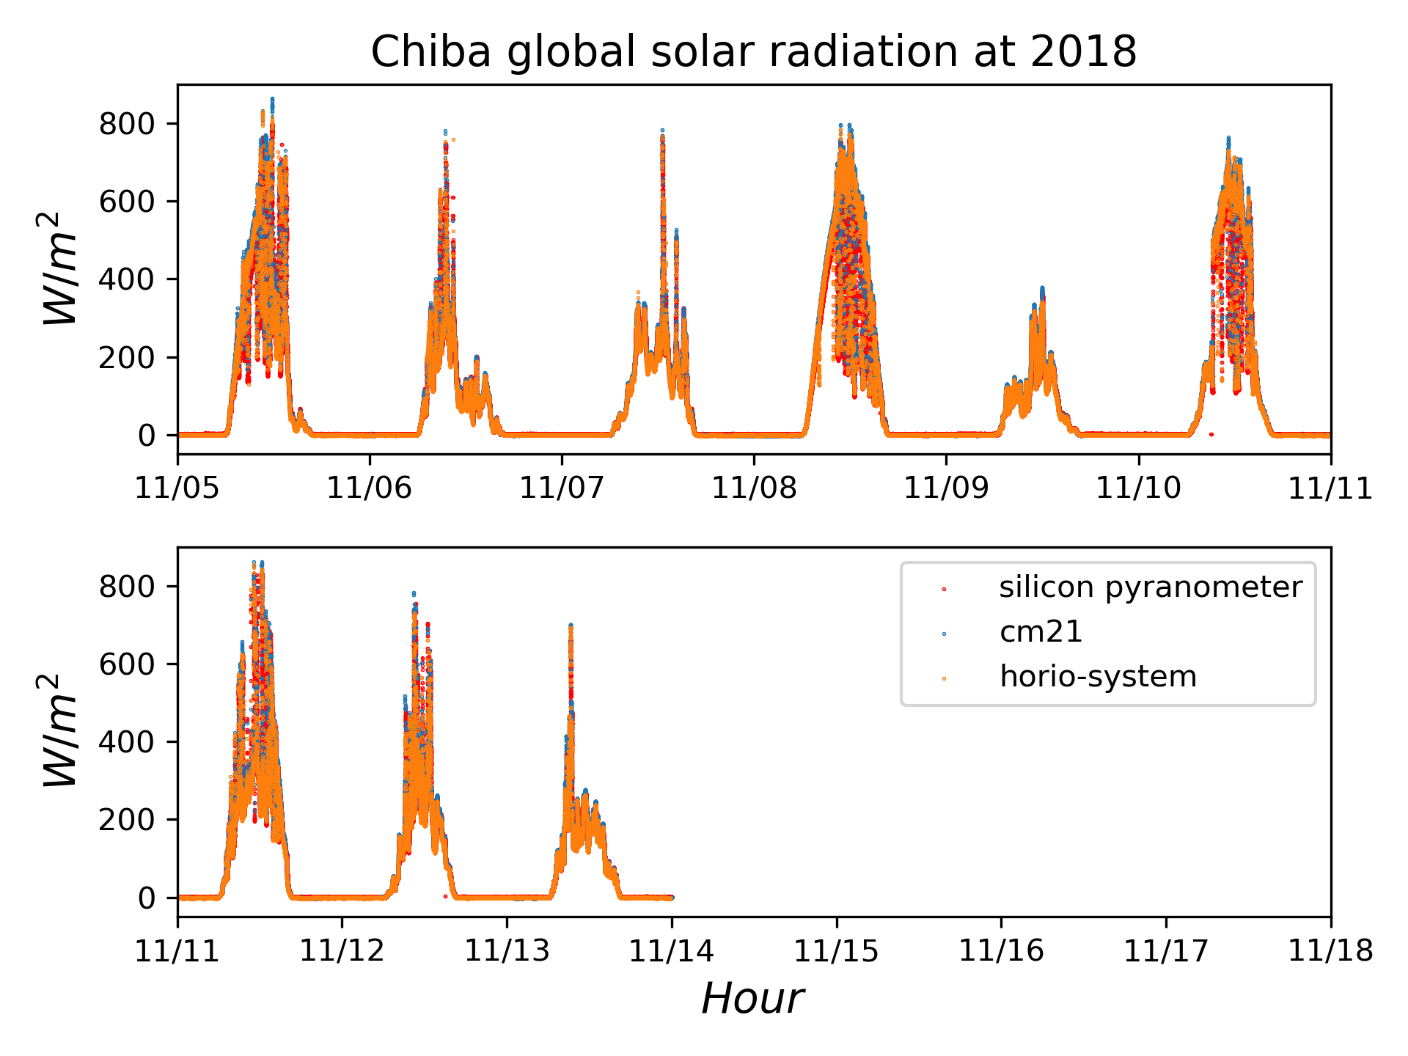 Chiba global solar radiation at 2018
W/m²
800
600
400
200
0
11/05 11/06 11/07 11/08 11/09 11/10 11/11
W/m²
800
600
400
200
0
silicon pyranometer
cm21
horio-system
11/11 11/12 11/13 11/14 11/15 11/16 11/17 11/18
Hour